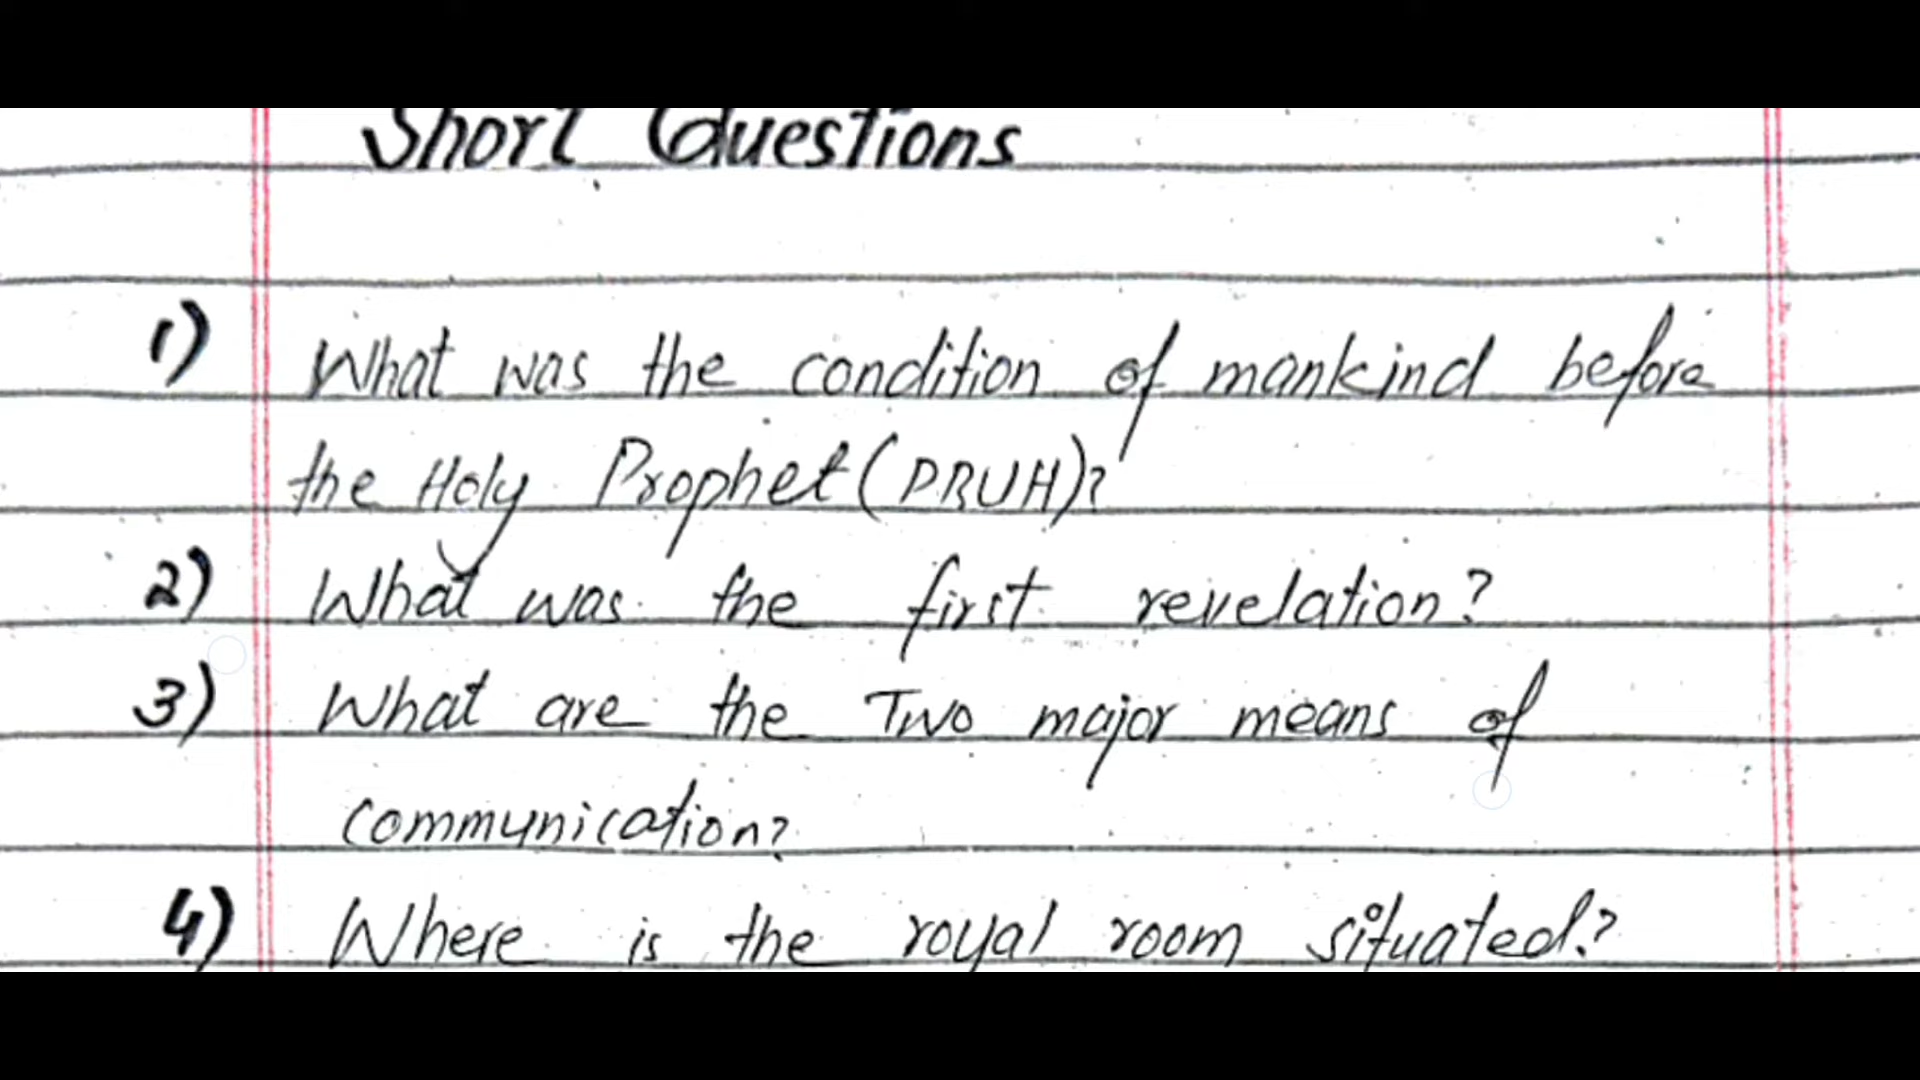 Short Questions
1) What was the condition of mankind before
the Holy Prophet (PBUH)?
2) What was the first revelation?
3) What are the Two major means of
communication?
4) Where is the royal room situated?